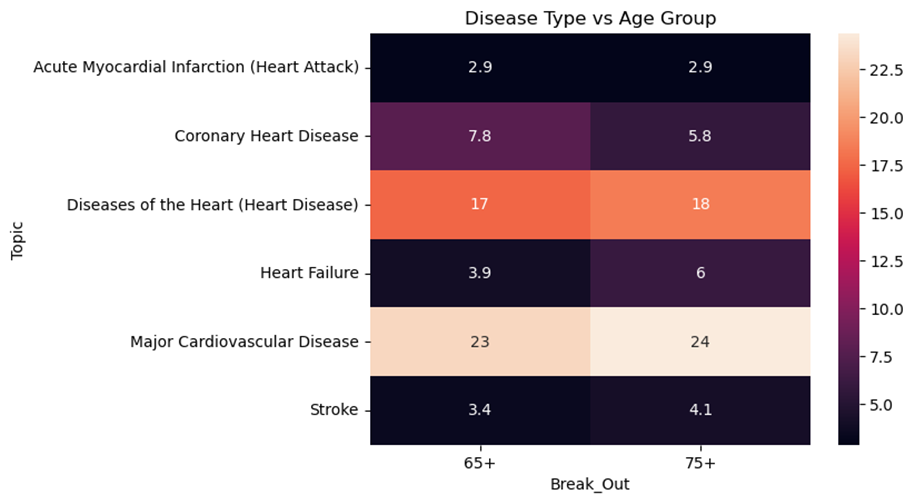 Disease Type vs Age Group
Acute Myocardial Infarction (Heart Attack) 2.9 2.9
Coronary Heart Disease 7.8 5.8
Diseases of the Heart (Heart Disease) 17 18
Heart Failure 3.9 6
Major Cardiovascular Disease 23 24
Stroke 3.4 4.1
65+ 75+
Break_Out
Topic
22.5
20.0
17.5
15.0
12.5
10.0
7.5
5.0